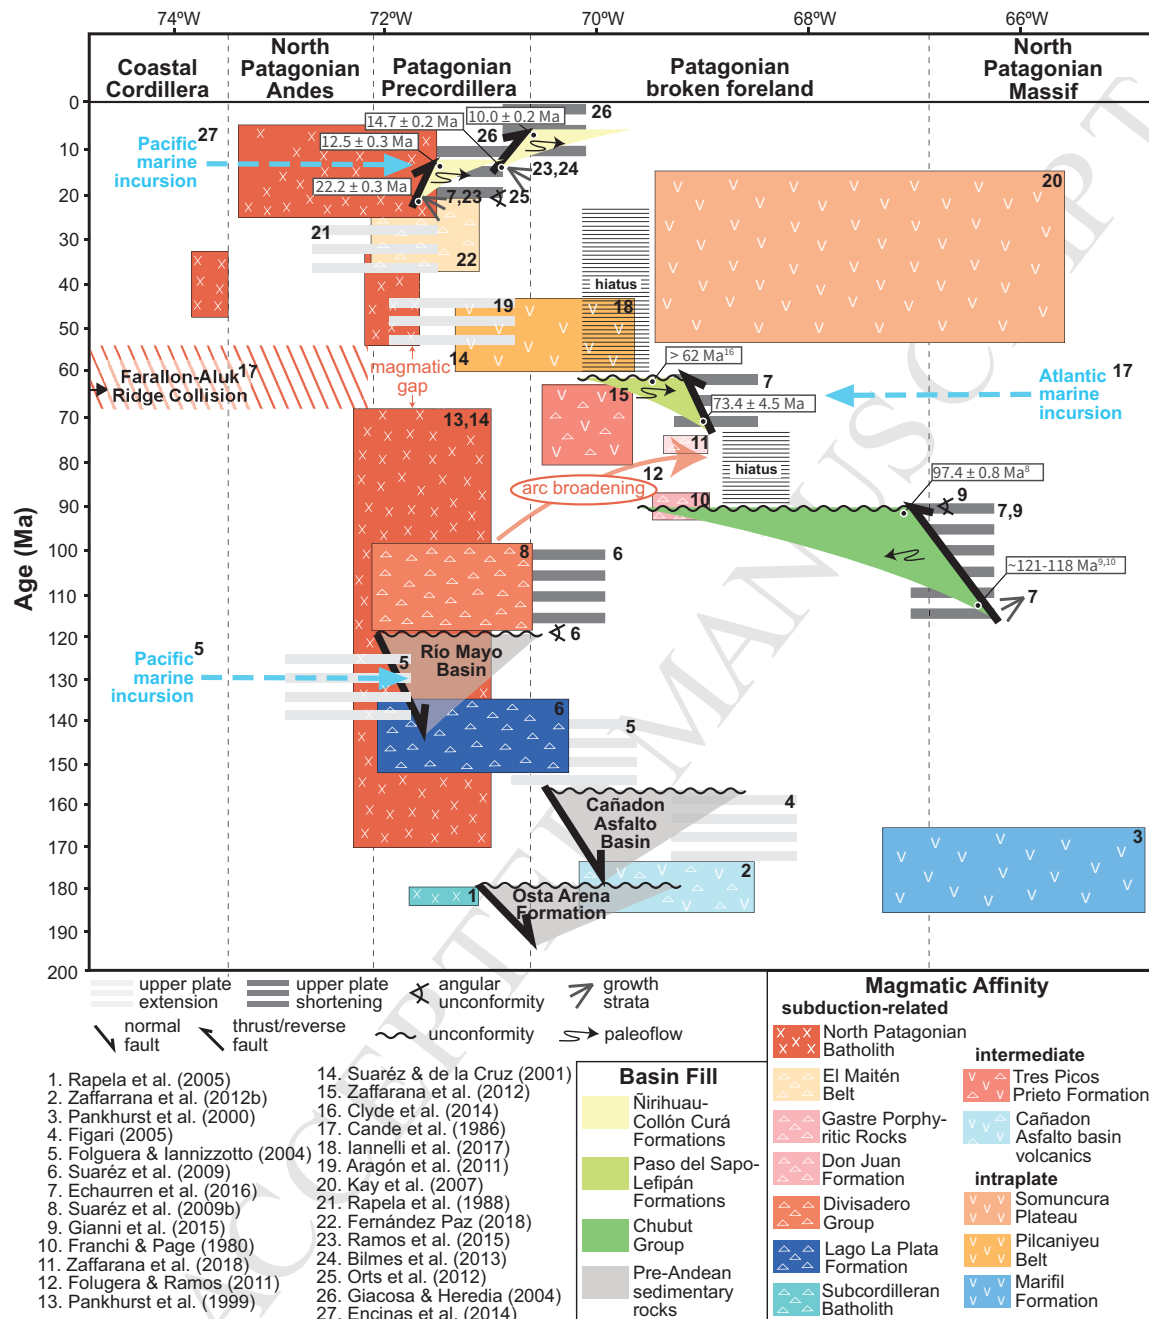 74ºW 72ºW 70ºW 68ºW 66ºW
Coastal
Cordillera
North
Patagonian
Andes
Patagonian
Precordillera
Patagonian
broken foreland
North
Patagonian
Massif
Age (Ma)
0
10
20
30
40
50
60
70
80
90
100
110
120
130
140
150
160
170
180
190
200
Pacific 27
marine
incursion
14.7 ± 0.2 Ma
10.0 ± 0.2 Ma
12.5 ± 0.3 Ma
22.2 ± 0.3 Ma
26
26
23,24
7,23
25
20
21
22
hiatus
19
18
14
magmatic
gap
Farallon-Aluk 17
Ridge Collision
> 62 Ma16
15
7
73.4 ± 4.5 Ma
Atlantic 17
marine
incursion
13,14
11
12
hiatus
arc broadening
10
97.4 ± 0.8 Ma8
9
7,9
8
6
~121-118 Ma9,10
7
6
Río Mayo
Basin
Pacific 5
marine
incursion
5
6
5
Cañadon
Asfalto
Basin
4
3
2
1
Osta Arena
Formation
upper plate
extension
upper plate
shortening
angular
unconformity
growth
strata
normal
fault
thrust/reverse
fault
unconformity
paleoflow
1. Rapela et al. (2005)
2. Zaffarrana et al. (2012b)
3. Pankhurst et al. (2000)
4. Figari (2005)
5. Folguera & Iannizzotto (2004)
6. Suaréz et al. (2009)
7. Echaurren et al. (2016)
8. Suaréz et al. (2009b)
9. Gianni et al. (2015)
10. Franchi & Page (1980)
11. Zaffarana et al. (2018)
12. Folugera & Ramos (2011)
13. Pankhurst et al. (1999)
14. Suaréz & de la Cruz (2001)
15. Zaffarana et al. (2012)
16. Clyde et al. (2014)
17. Cande et al. (1986)
18. Iannelli et al. (2017)
19. Aragón et al. (2011)
20. Kay et al. (2007)
21. Rapela et al. (1988)
22. Fernández Paz (2018)
23. Ramos et al. (2015)
24. Bilmes et al. (2013)
25. Orts et al. (2012)
26. Giacosa & Heredia (2004)
27. Encinas et al. (2014)
Basin Fill
Ñirihuau-
Collón Curá
Formations
Paso del Sapo-
Lefipán
Formations
Chubut
Group
Pre-Andean
sedimentary
rocks
Magmatic Affinity
subduction-related
North Patagonian
Batholith
El Maitén
Belt
Gastre Porphy-
ritic Rocks
Don Juan
Formation
Divisadero
Group
Lago La Plata
Formation
Subcordilleran
Batholith
intermediate
Tres Picos
Prieto Formation
Cañadon
Asfalto basin
volcanics
intraplate
Somuncura
Plateau
Pilcaniyeu
Belt
Marifil
Formation
ACCEPTED MANUSCRIPT